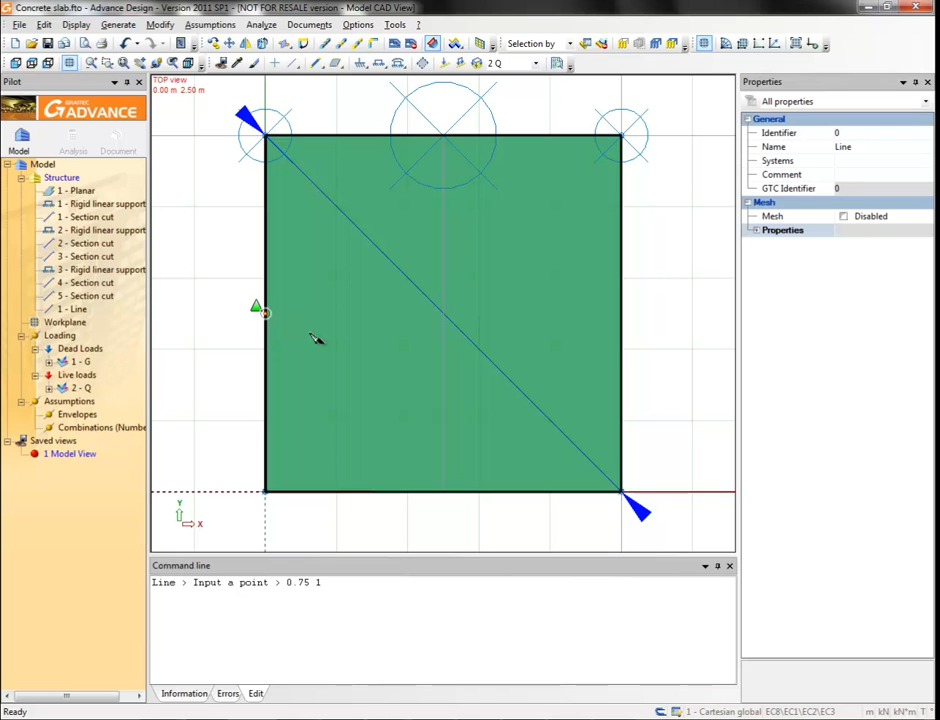 Concrete slab.fto - Advance Design - Version 2011 SP1 - [NOT FOR RESALE version - Model CAD View]
File Edit Display Generate Modify Assumptions Analyze Documents Options Tools ?
Selection by
2 Q
Pilot
GRAITEC
ADVANCE
Model Analysis Document
Model
Structure
1 - Planar
1 - Rigid linear support
1 - Section cut
2 - Rigid linear support
2 - Section cut
3 - Section cut
3 - Rigid linear support
4 - Section cut
5 - Section cut
1 - Line
Workplane
Loading
Dead Loads
1 - G
Live loads
2 - Q
Assumptions
Envelopes
Combinations (Numbe
Saved views
1 Model View
TOP view
0.00 m 2.50 m
Y
X
Command line
Line > Input a point > 0.75 1
Information Errors Edit
Properties
All properties
General
Identifier 0
Name Line
Systems
Comment
GTC Identifier 0
Mesh
Mesh Disabled
Properties
Ready
1 - Cartesian global EC8/EC1/EC2/EC3 m kN kN*m T °